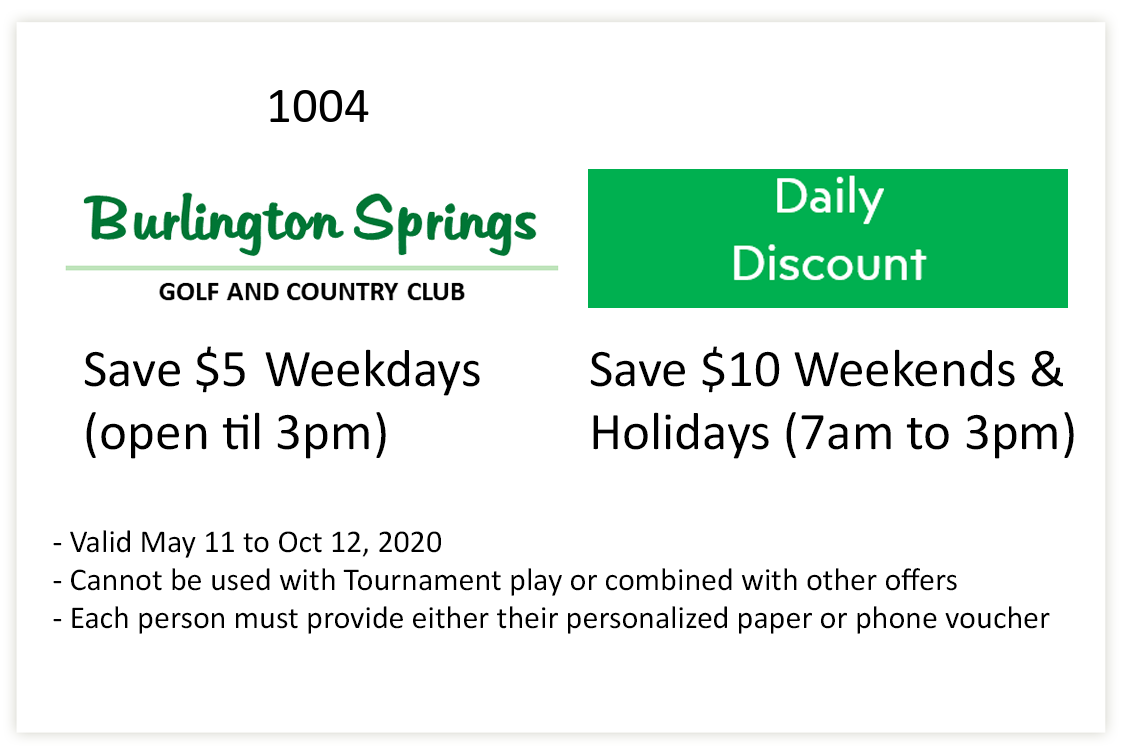 1004
Burlington Springs
GOLF AND COUNTRY CLUB
Daily
Discount
Save $5 Weekdays
(open til 3pm)
Save $10 Weekends &
Holidays (7am to 3pm)
- Valid May 11 to Oct 12, 2020
- Cannot be used with Tournament play or combined with other offers
- Each person must provide either their personalized paper or phone voucher